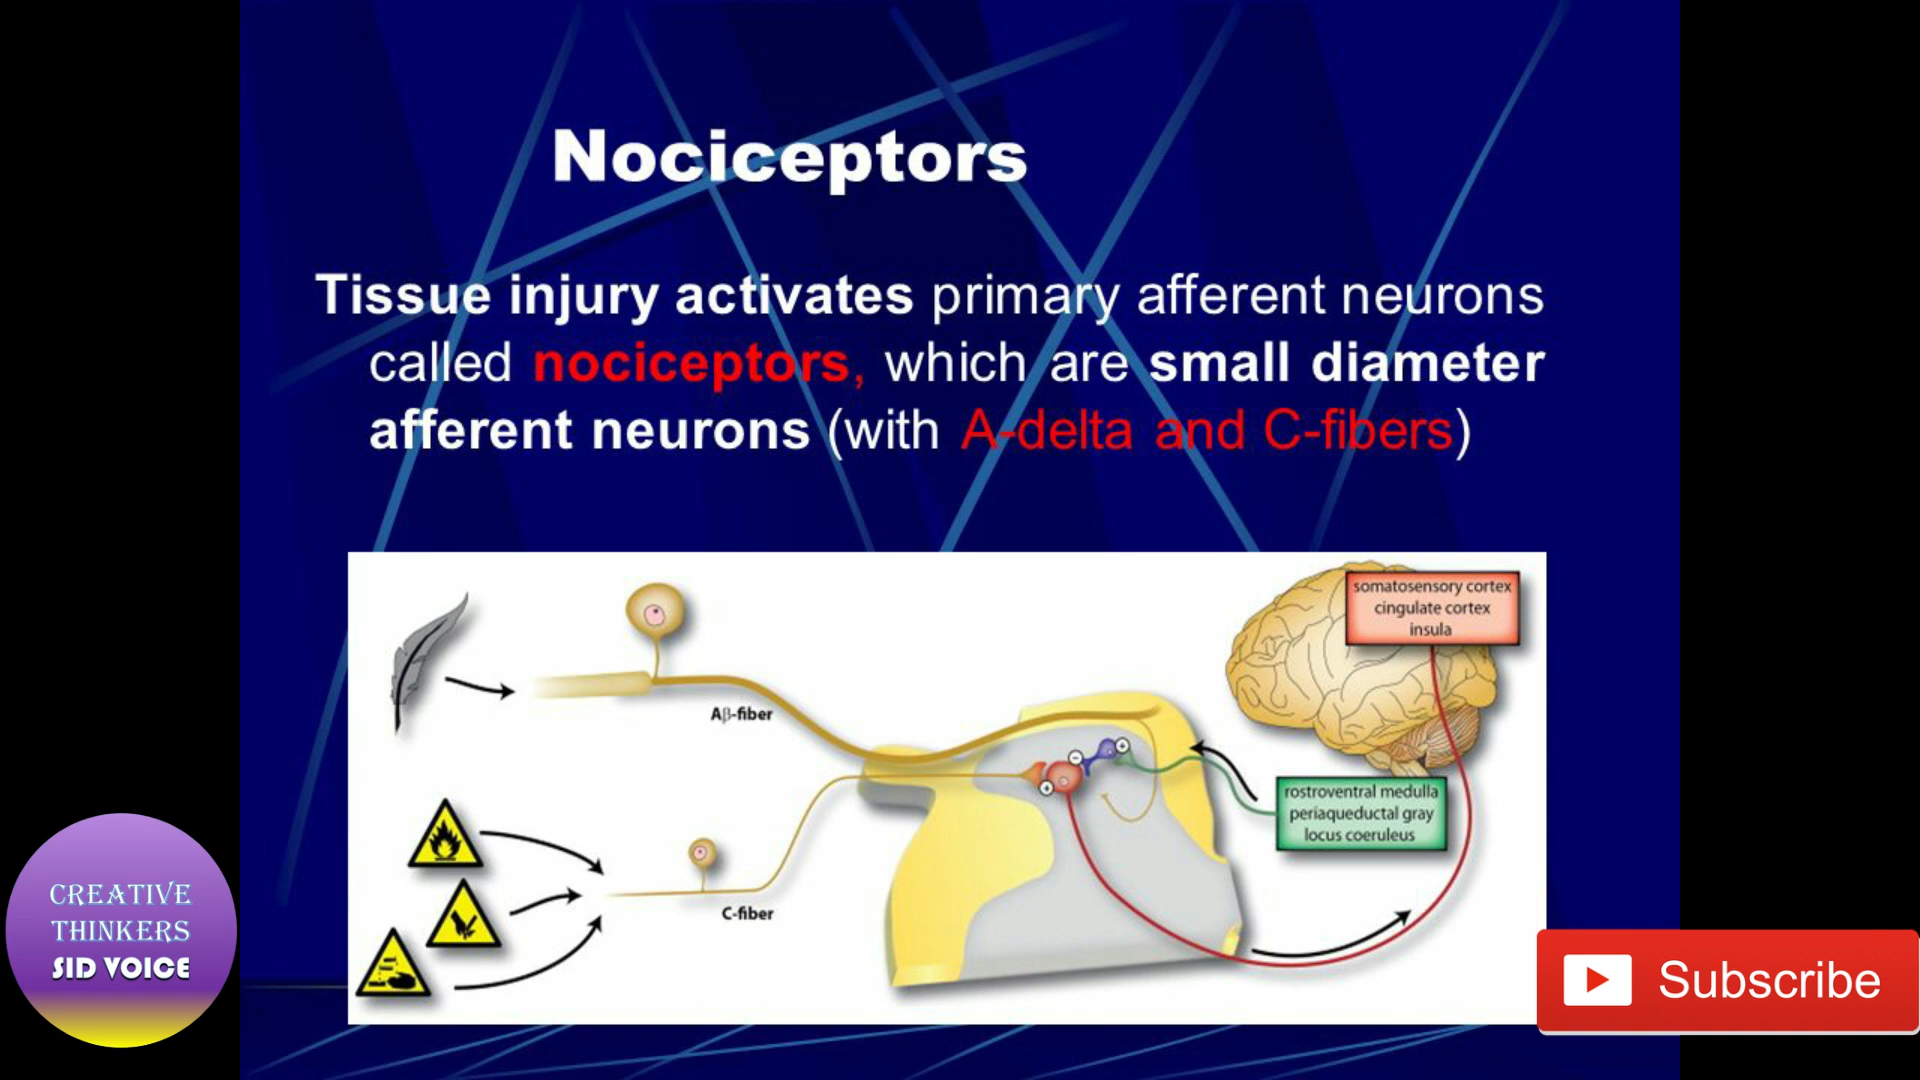 Nociceptors
Tissue injury activates primary afferent neurons
called nociceptors, which are small diameter
afferent neurons (with A-delta and C-fibers)
somatosensory cortex
cingulate cortex
insula
Aβ-fiber
rostroventral medulla
periaqueductal gray
locus coeruleus
C-fiber
CREATIVE
THINKERS
SID VOICE
Subscribe